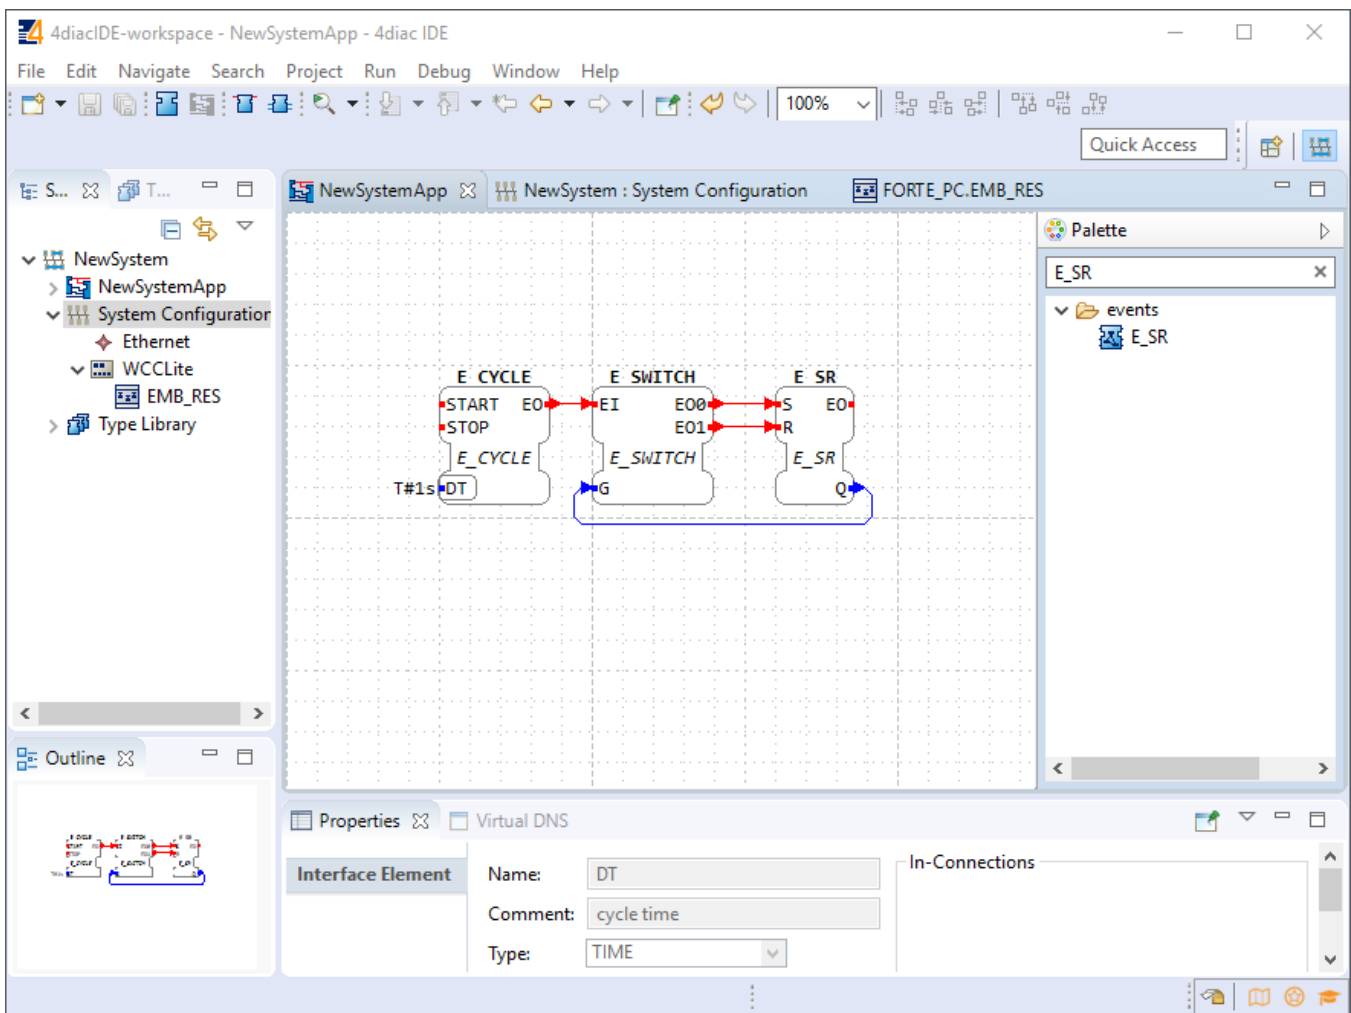 4diacIDE-workspace - NewSystemApp - 4diac IDE
File Edit Navigate Search Project Run Debug Window Help
100%
Quick Access
S... T...
NewSystem
NewSystemApp
System Configuration
Ethernet
WCCLite
EMB_RES
Type Library
NewSystemApp NewSystem : System Configuration FORTE_PC.EMB_RES
E_CYCLE E_SWITCH E_SR
START EO EI EO0 S EO
STOP EO1 R
E_CYCLE E_SWITCH E_SR
T#1s DT G Q
Palette
E_SR
events
E_SR
Outline
Properties Virtual DNS
Interface Element
Name: DT
Comment: cycle time
Type: TIME
In-Connections